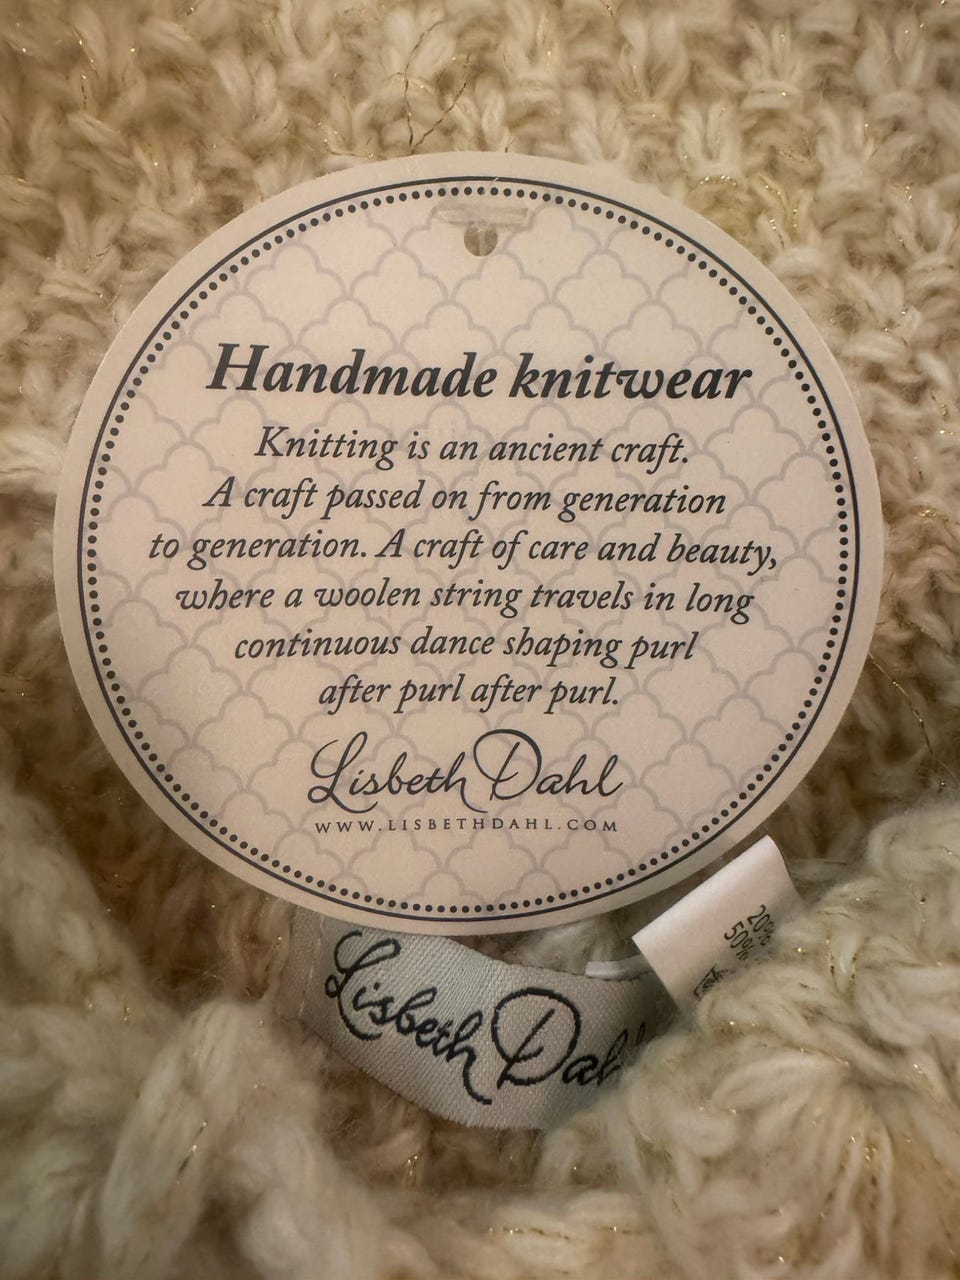 Handmade knitwear
Knitting is an ancient craft.
A craft passed on from generation
to generation. A craft of care and beauty,
where a woolen string travels in long
continuous dance shaping purl
after purl after purl.
Lisbeth Dahl
WWW.LISBETHDAHL.COM
20%
50%
Lisbeth Dahl